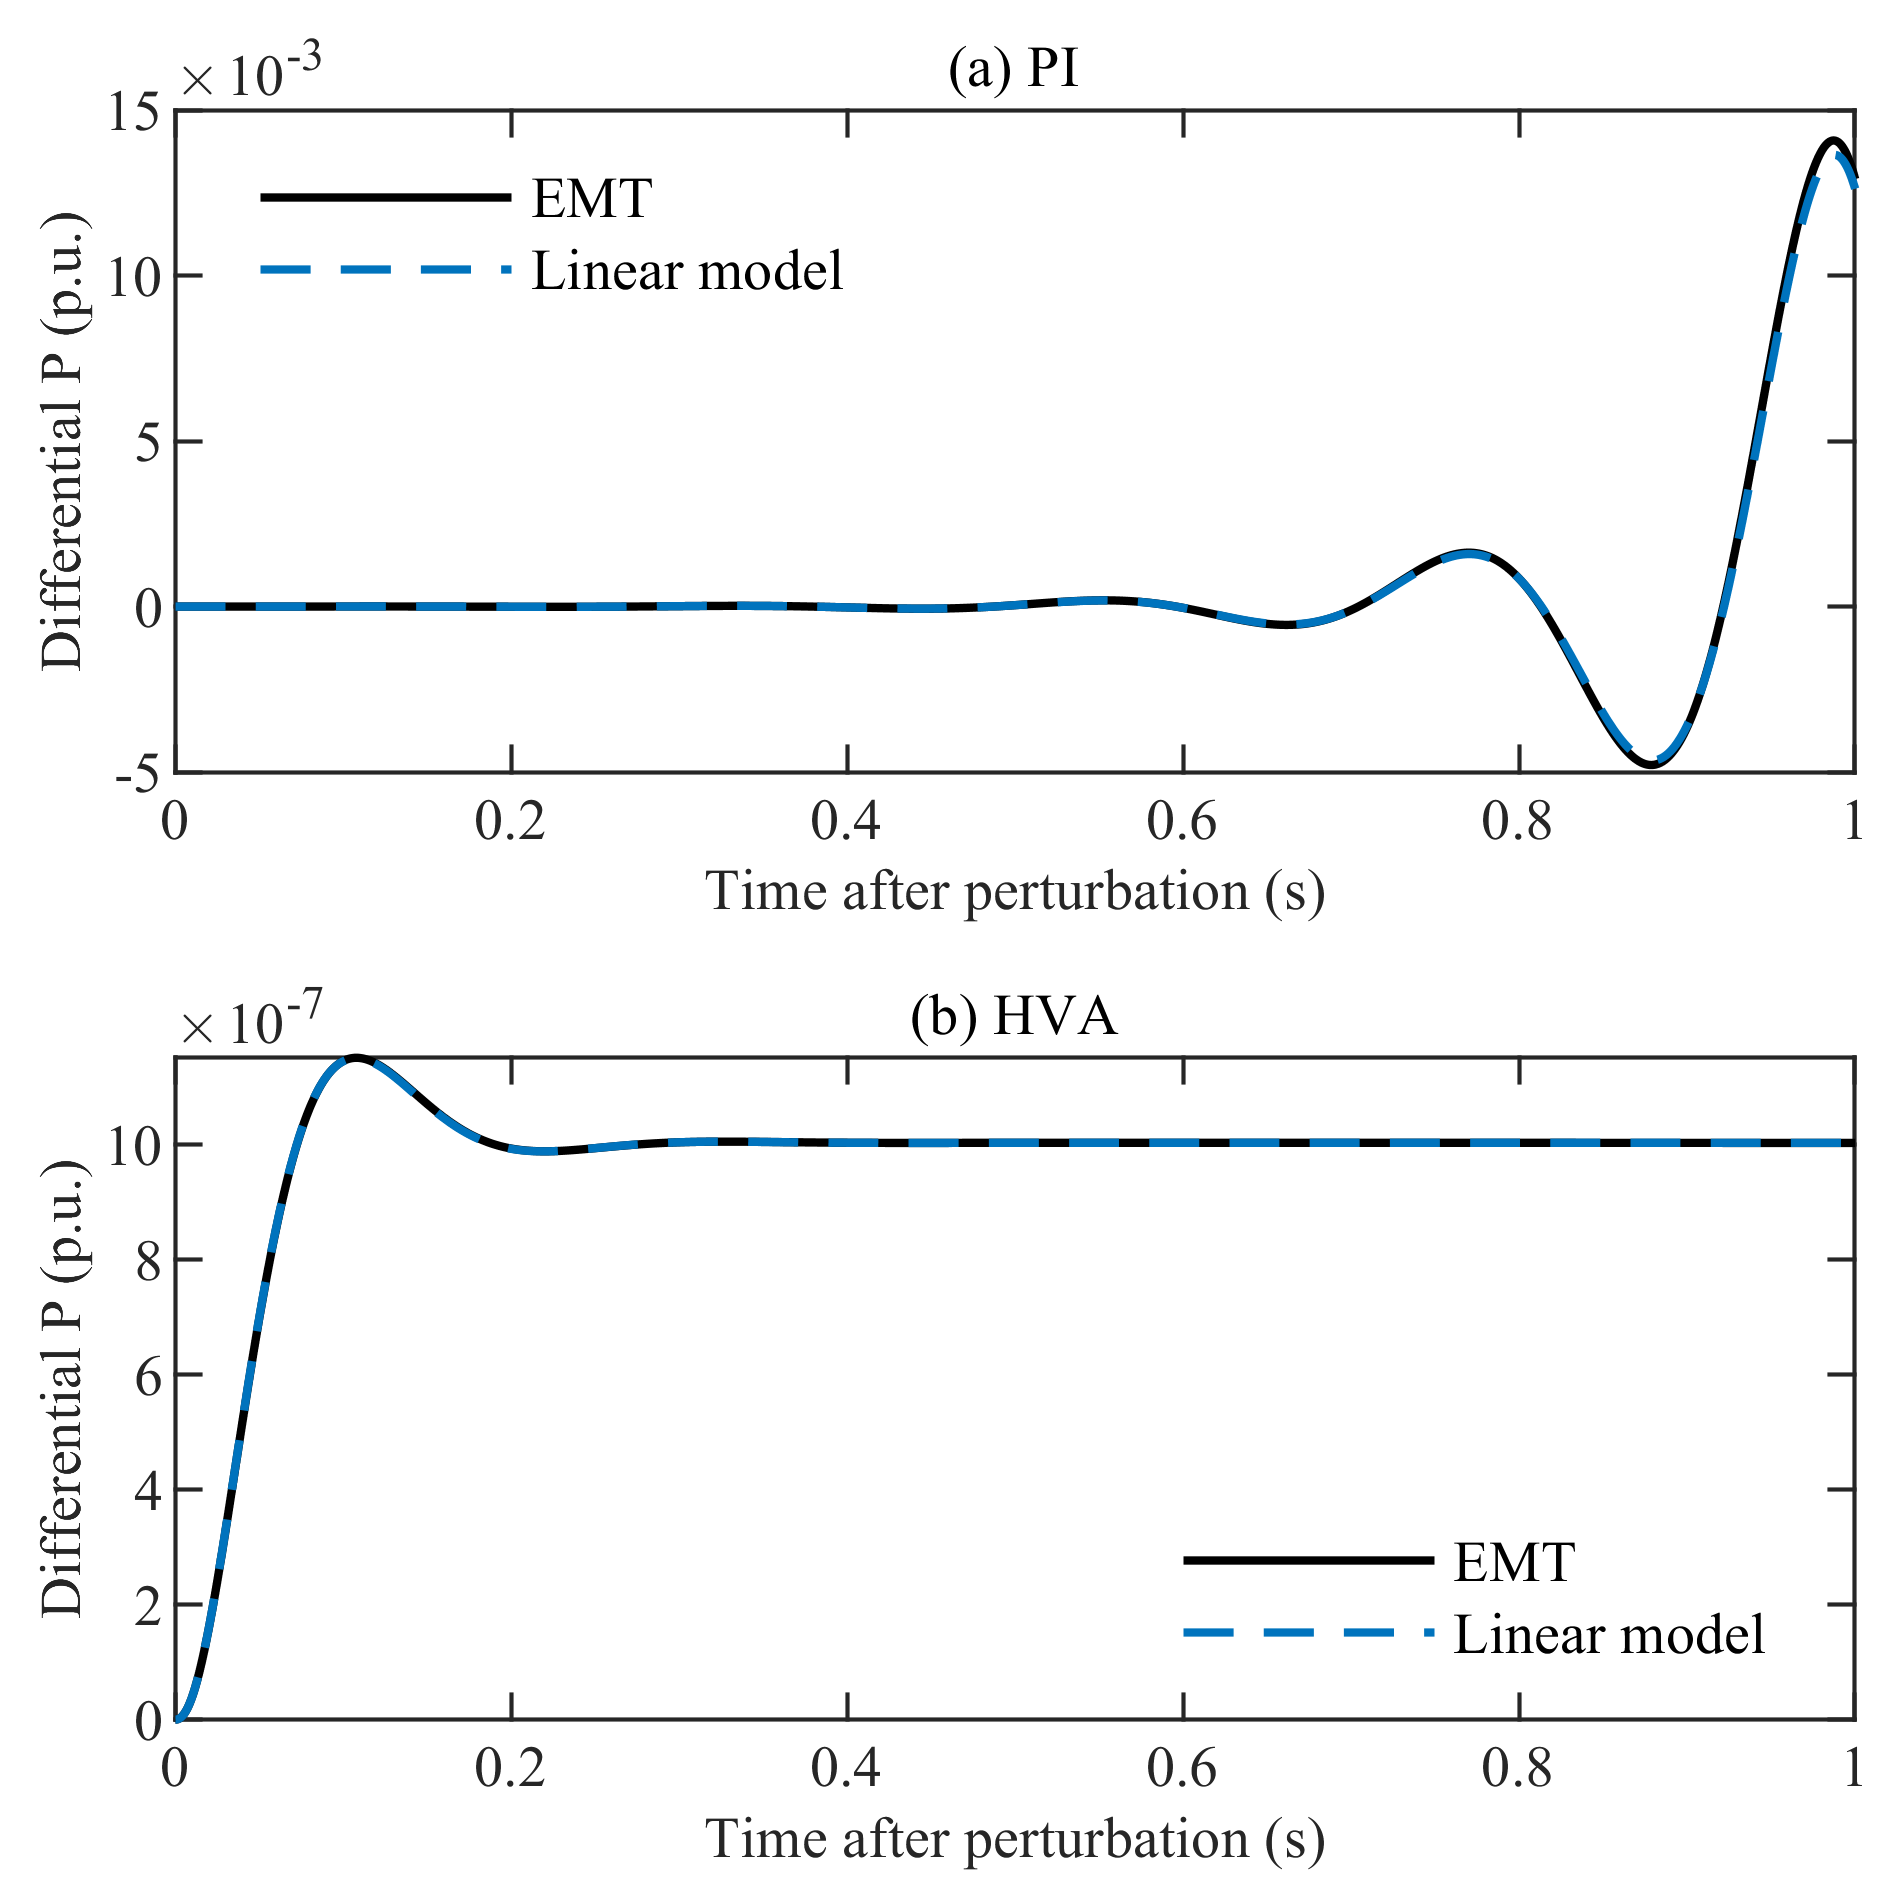 (a) PI
×10-3
15
10
5
0
-5
Differential P (p.u.)
EMT
Linear model
0 0.2 0.4 0.6 0.8 1
Time after perturbation (s)
(b) HVA
×10-7
10
8
6
4
2
0
Differential P (p.u.)
EMT
Linear model
0 0.2 0.4 0.6 0.8 1
Time after perturbation (s)